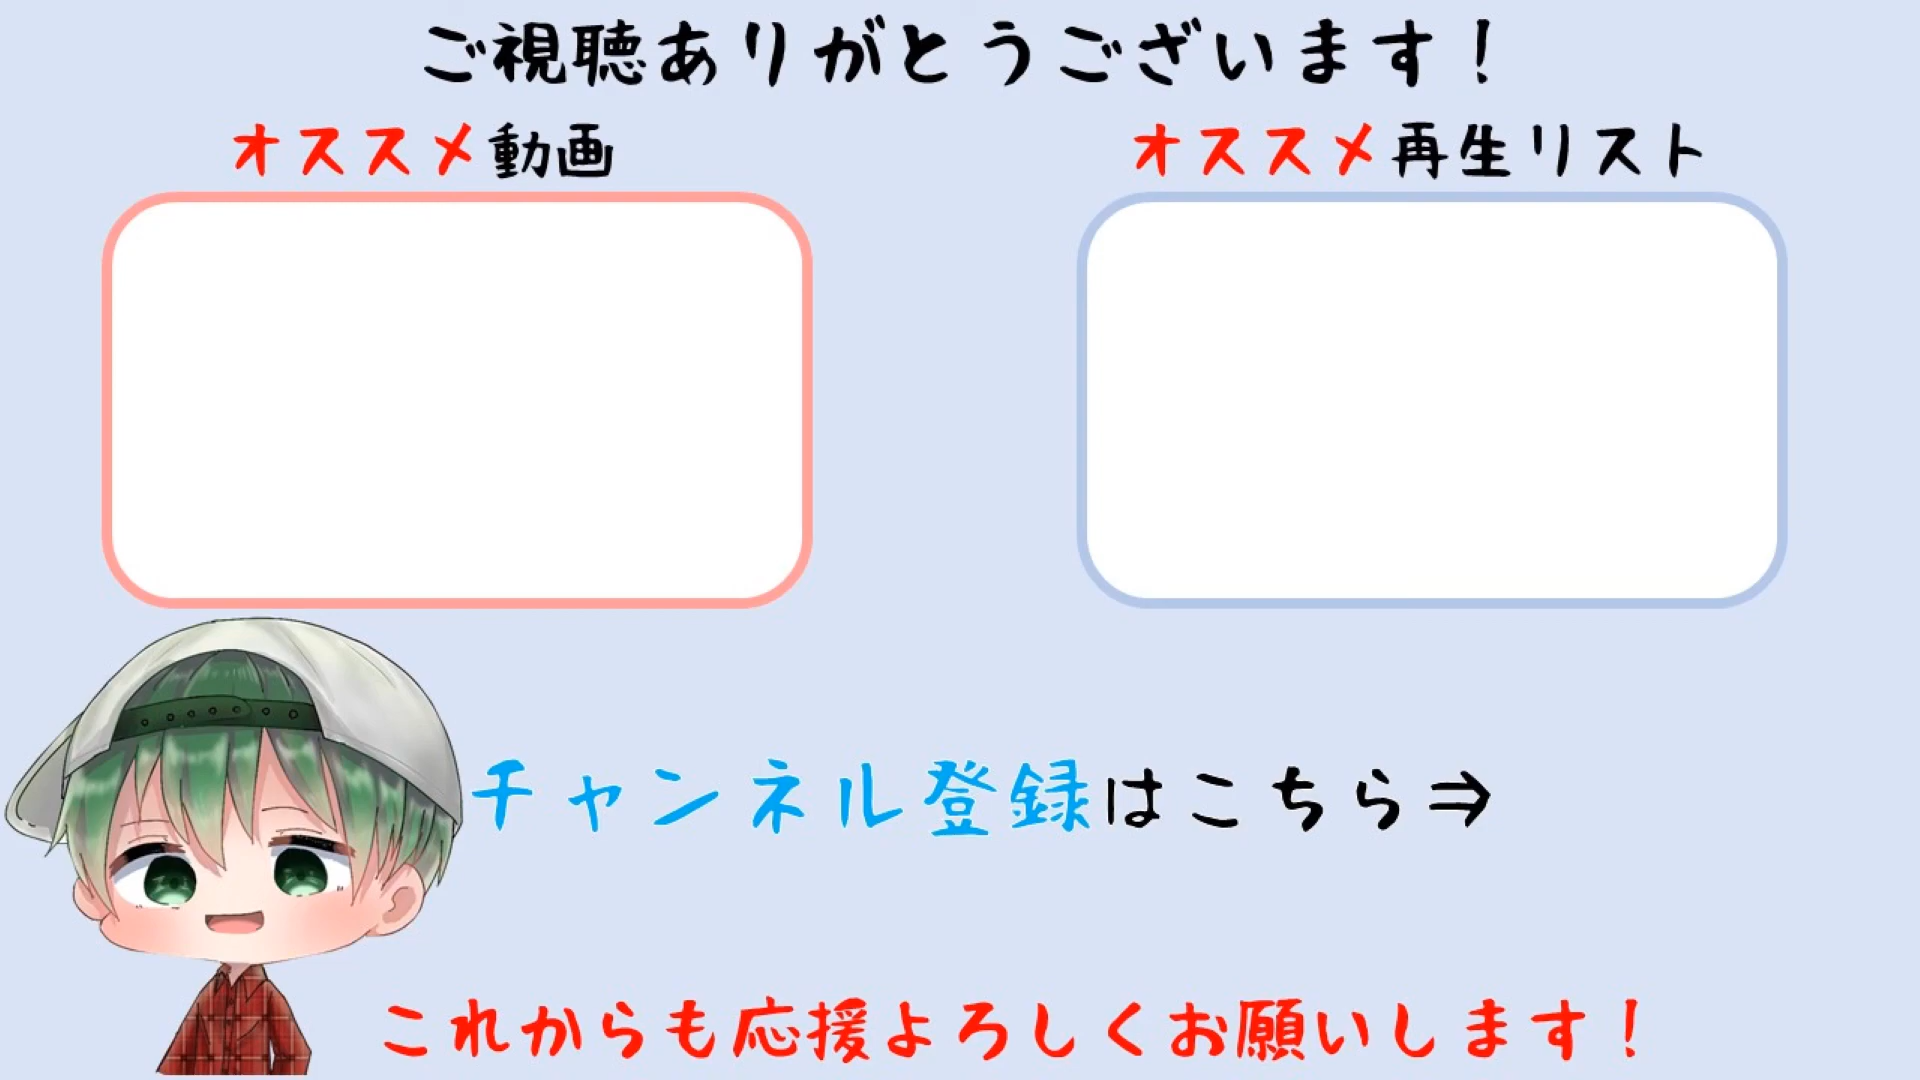 ご視聴ありがとうございます！
オススメ動画
オススメ再生リスト
チャンネル登録はこちら⇒
これからも応援よろしくお願いします！